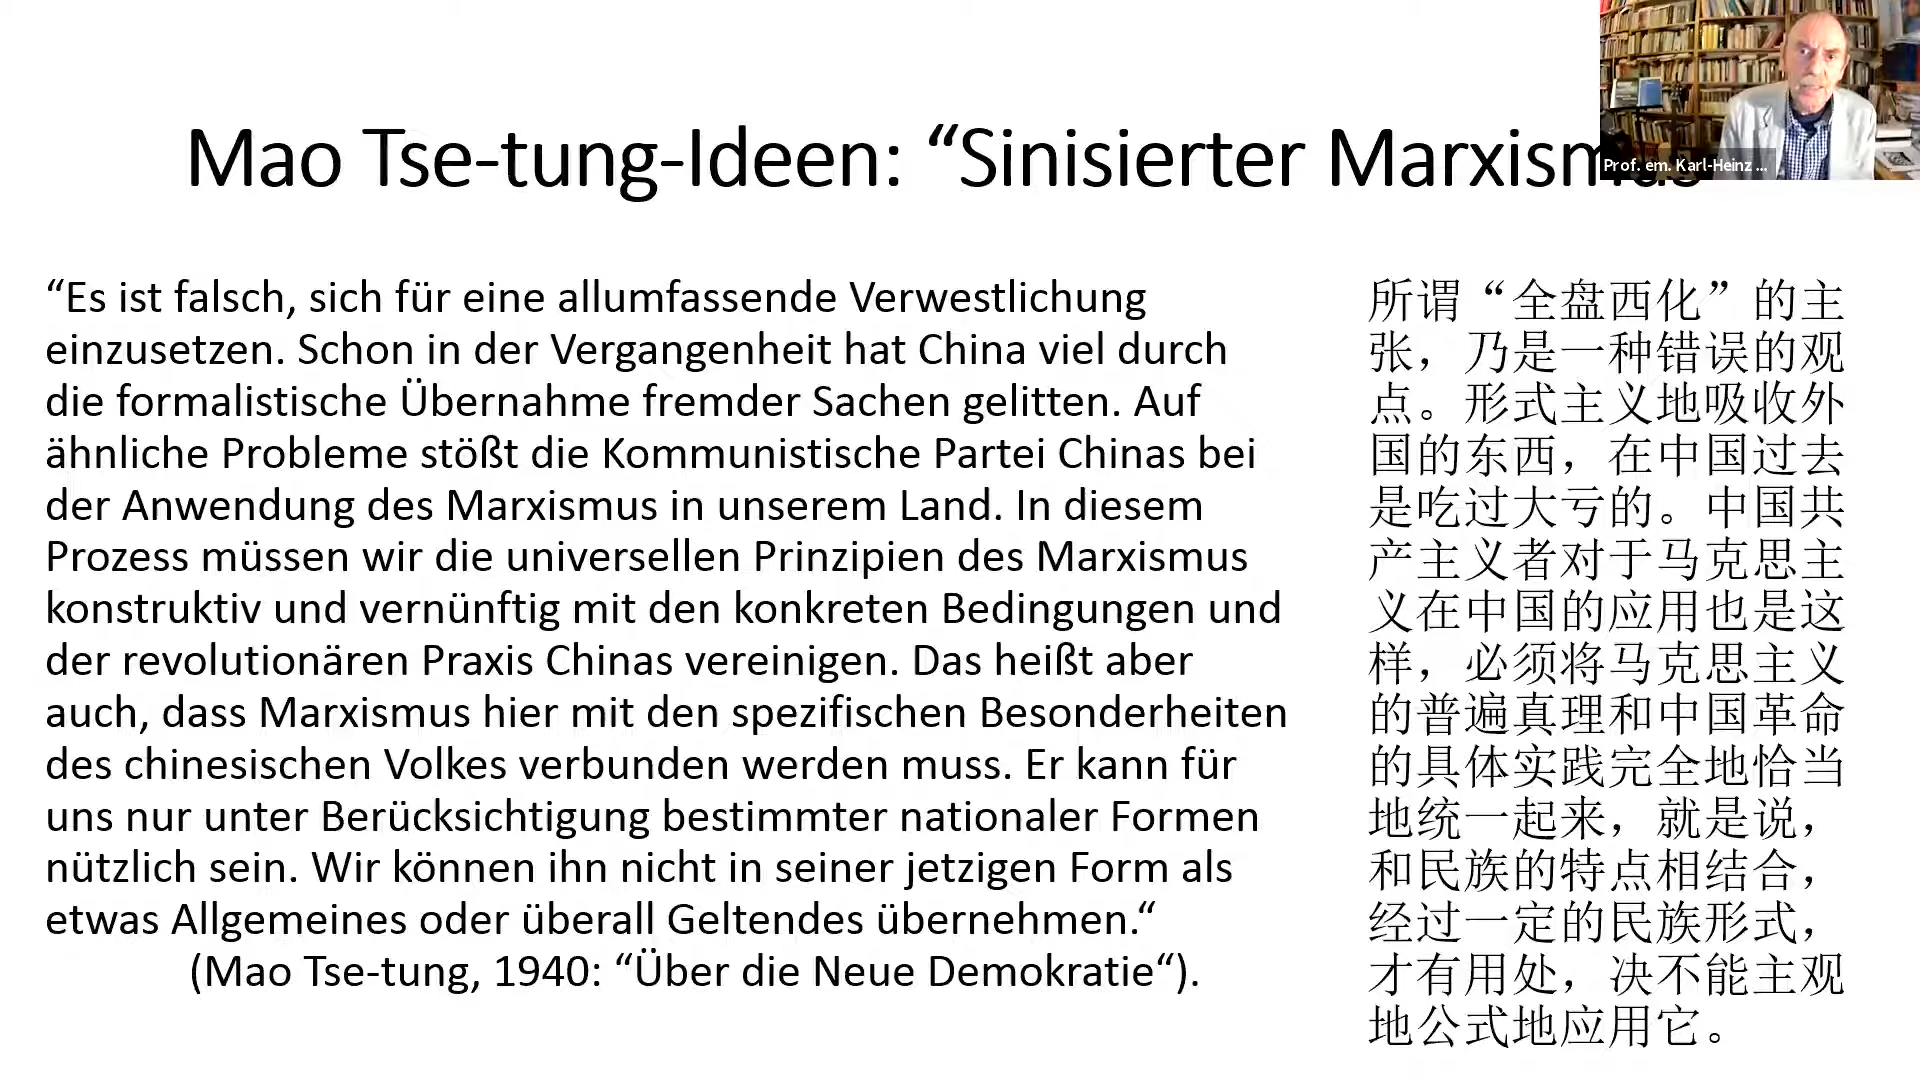 Mao Tse-tung-Ideen: “Sinisierter Marxismus
Prof. em. Karl-Heinz ...
“Es ist falsch, sich für eine allumfassende Verwestlichung
einzusetzen. Schon in der Vergangenheit hat China viel durch
die formalistische Übernahme fremder Sachen gelitten. Auf
ähnliche Probleme stößt die Kommunistische Partei Chinas bei
der Anwendung des Marxismus in unserem Land. In diesem
Prozess müssen wir die universellen Prinzipien des Marxismus
konstruktiv und vernünftig mit den konkreten Bedingungen und
der revolutionären Praxis Chinas vereinigen. Das heißt aber
auch, dass Marxismus hier mit den spezifischen Besonderheiten
des chinesischen Volkes verbunden werden muss. Er kann für
uns nur unter Berücksichtigung bestimmter nationaler Formen
nützlich sein. Wir können ihn nicht in seiner jetzigen Form als
etwas Allgemeines oder überall Geltendes übernehmen.“
(Mao Tse-tung, 1940: “Über die Neue Demokratie“).
所谓“全盘西化”的主
张，乃是一种错误的观
点。形式主义地吸收外
国的东西，在中国过去
是吃过大亏的。中国共
产主义者对于马克思主
义在中国的应用也是这
样，必须将马克思主义
的普遍真理和中国革命
的具体实践完全地恰当
地统一起来，就是说，
和民族的特点相结合，
经过一定的民族形式，
才有用处，决不能主观
地公式地应用它。